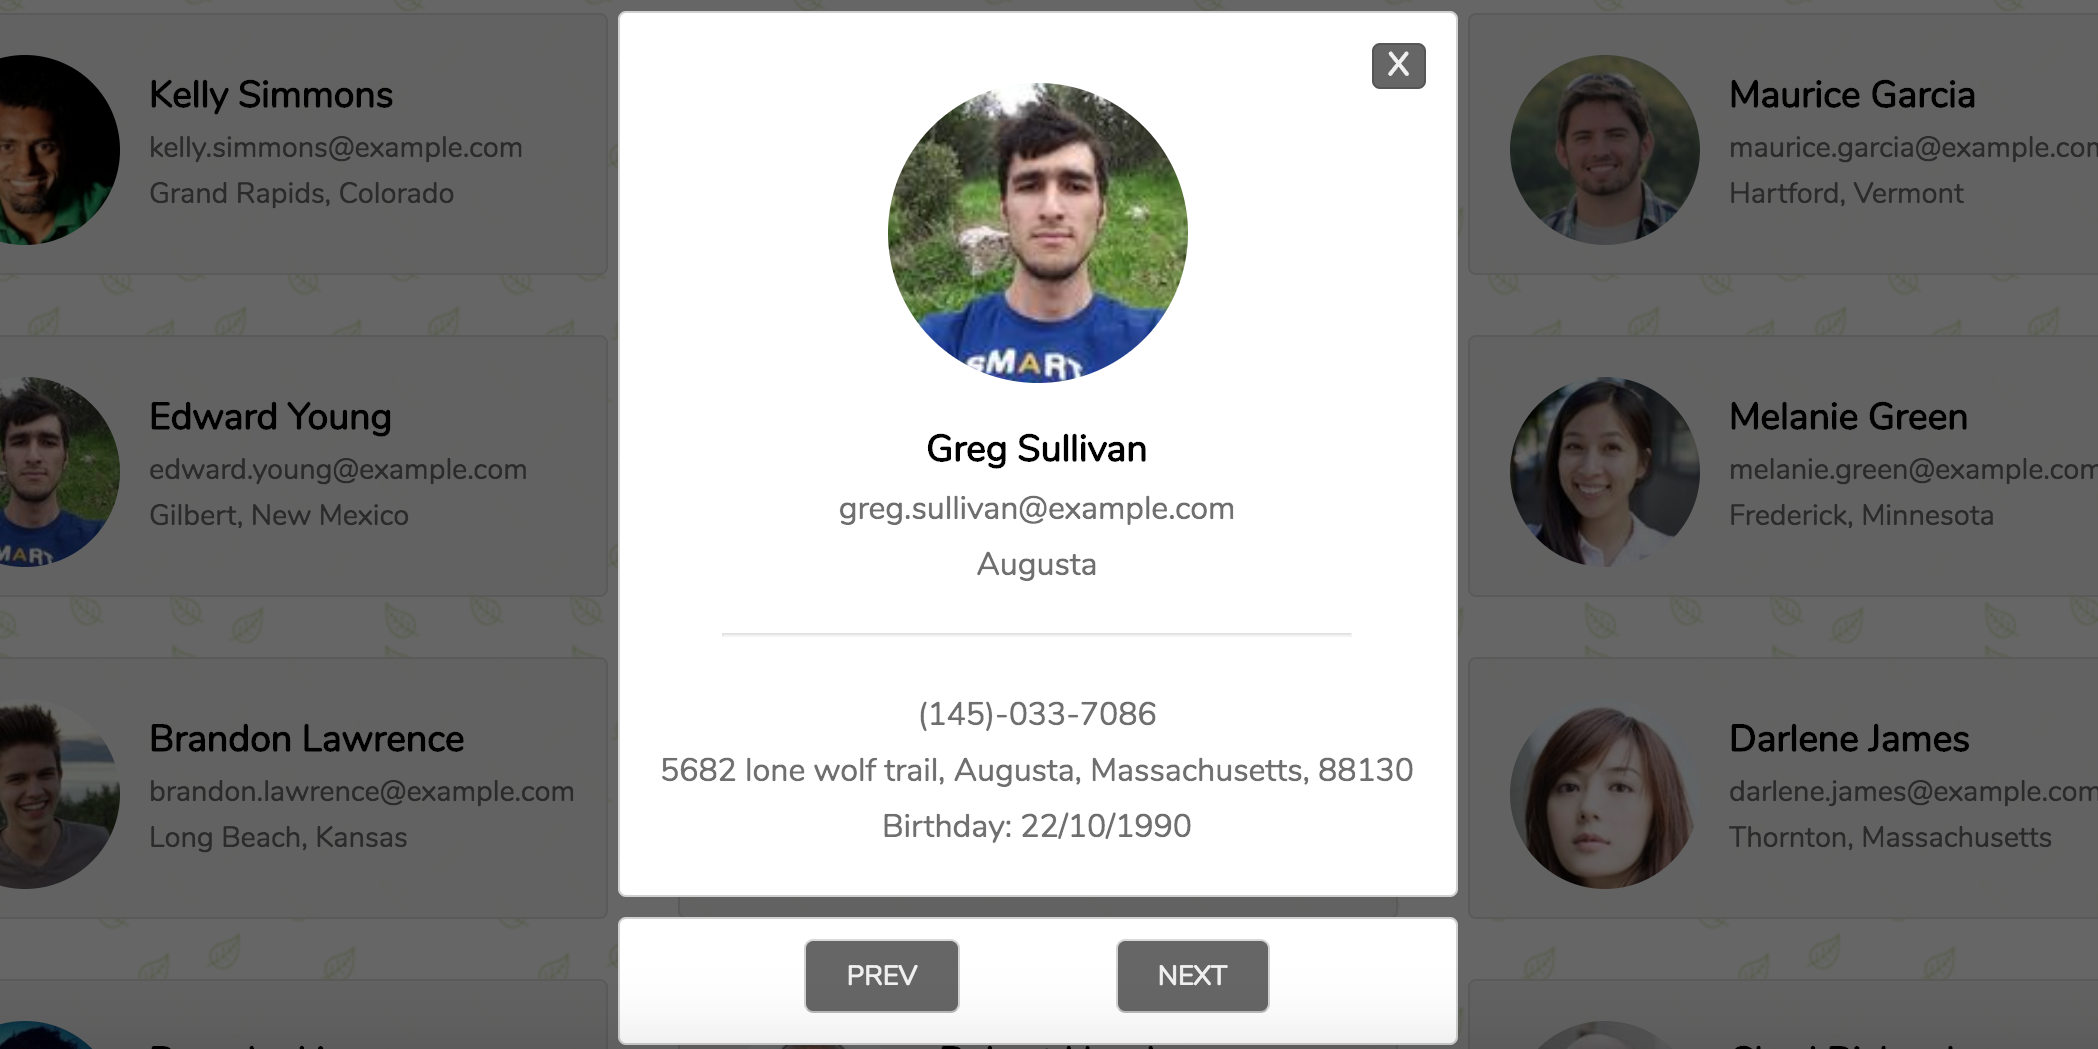 Kelly Simmons
kelly.simmons@example.com
Grand Rapids, Colorado
Edward Young
edward.young@example.com
Gilbert, New Mexico
MART
Brandon Lawrence
brandon.lawrence@example.com
Long Beach, Kansas
X
SMART
Greg Sullivan
greg.sullivan@example.com
Augusta
(145)-033-7086
5682 lone wolf trail, Augusta, Massachusetts, 88130
Birthday: 22/10/1990
PREV
NEXT
Maurice Garcia
maurice.garcia@example.com
Hartford, Vermont
Melanie Green
melanie.green@example.com
Frederick, Minnesota
Darlene James
darlene.james@example.com
Thornton, Massachusetts